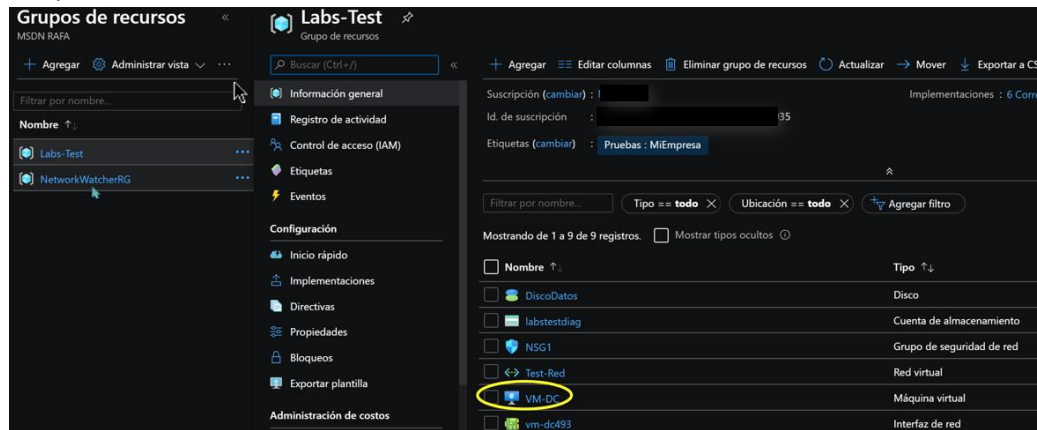 Grupos de recursos
MSDN RAFA
Agregar Administrar vista
Filtrar por nombre...
Nombre
Labs-Test
NetworkWatcherRG
Labs-Test
Grupo de recursos
Buscar (Ctrl+/)
Información general
Registro de actividad
Control de acceso (IAM)
Etiquetas
Eventos
Configuración
Inicio rápido
Implementaciones
Directivas
Propiedades
Bloqueos
Exportar plantilla
Administración de costos
Agregar Editar columnas Eliminar grupo de recursos Actualizar Mover Exportar a CS
Suscripción (cambiar) : Implementaciones : 6 Corre
Id. de suscripción : 35
Etiquetas (cambiar) : Pruebas : MiEmpresa
Filtrar por nombre... Tipo == todo Ubicación == todo Agregar filtro
Mostrando de 1 a 9 de 9 registros. Mostrar tipos ocultos
Nombre Tipo
DiscoDatos Disco
labstestdiag Cuenta de almacenamiento
NSG1 Grupo de seguridad de red
Test-Red Red virtual
VM-DC Máquina virtual
vm-dc493 Interfaz de red